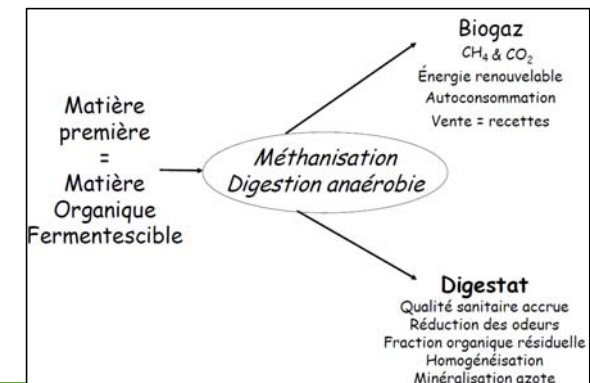 Matière
première
=
Matière
Organique
Fermentescible
Méthanisation
Digestion anaérobie
Biogaz
CH₄ & CO₂
Énergie renouvelable
Autoconsommation
Vente = recettes
Digestat
Qualité sanitaire accrue
Réduction des odeurs
Fraction organique résiduelle
Homogénéisation
Minéralisation azote